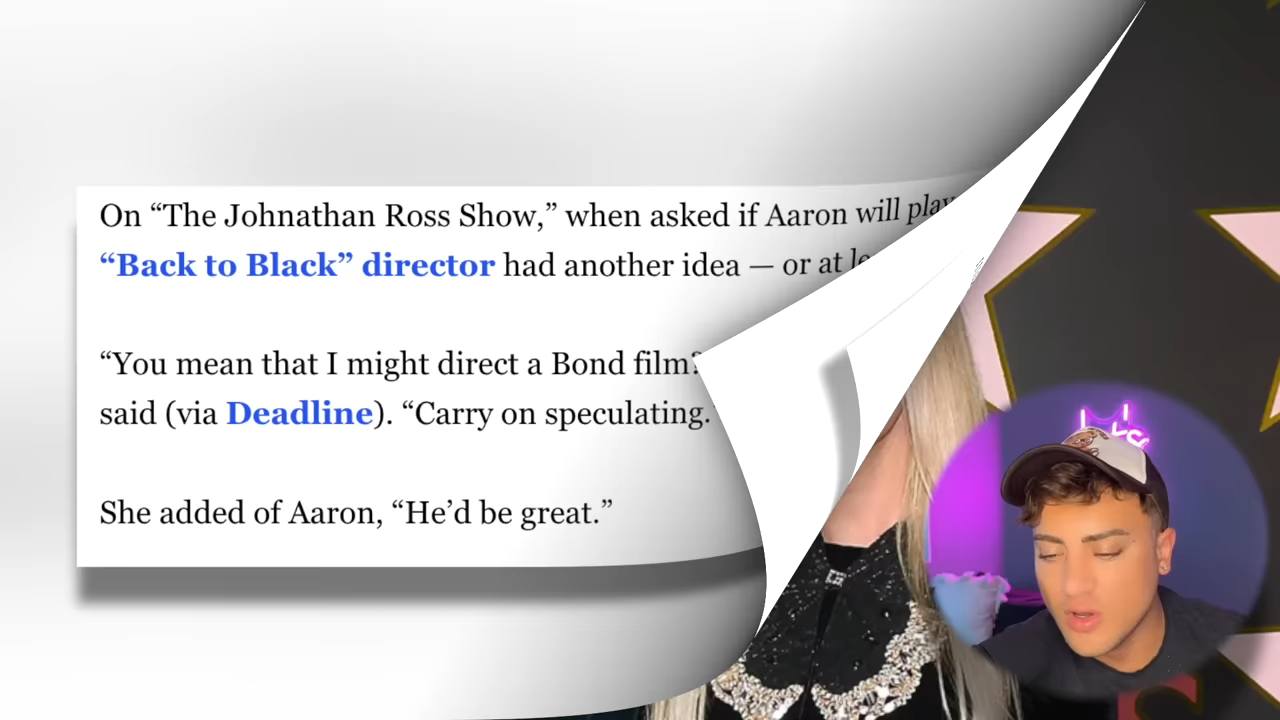 On “The Johnathan Ross Show,” when asked if Aaron will play
“Back to Black” director had another idea — or at
“You mean that I might direct a Bond film?
said (via Deadline). “Carry on speculating.
She added of Aaron, “He’d be great.”